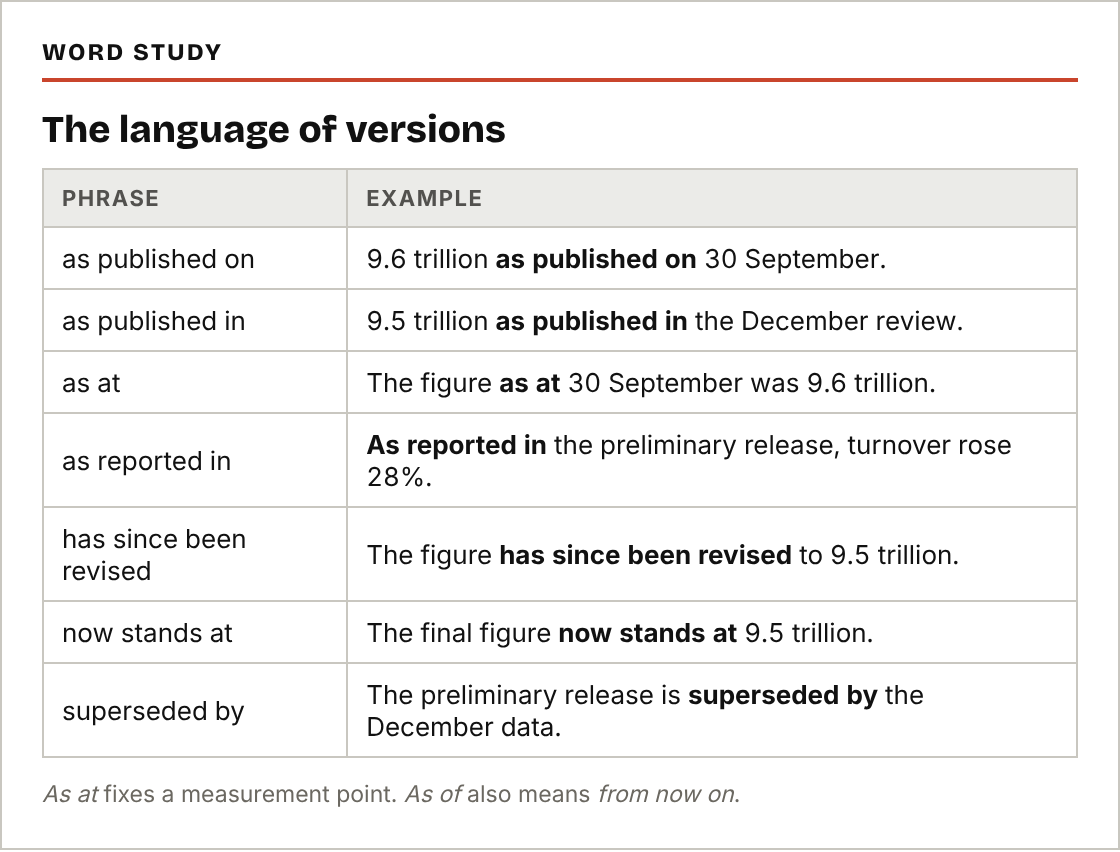 WORD STUDY
The language of versions
PHRASE EXAMPLE
as published on 9.6 trillion as published on 30 September.
as published in 9.5 trillion as published in the December review.
as at The figure as at 30 September was 9.6 trillion.
as reported in As reported in the preliminary release, turnover rose
28%.
has since been
revised
The figure has since been revised to 9.5 trillion.
now stands at The final figure now stands at 9.5 trillion.
superseded by The preliminary release is superseded by the
December data.
As at fixes a measurement point. As of also means from now on.